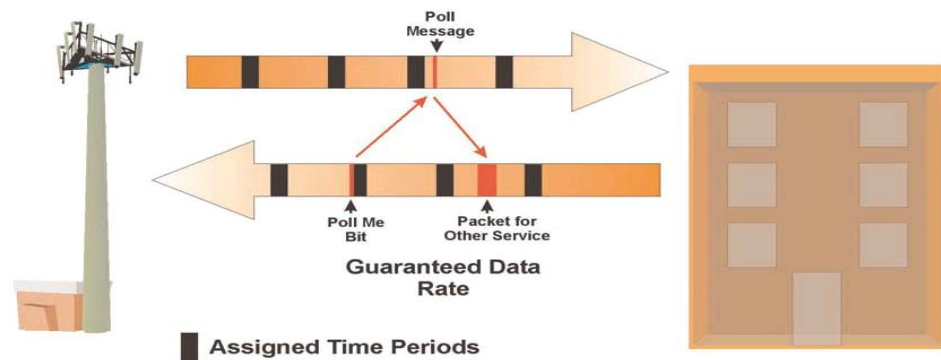 Poll
Message
Poll Me
Bit
Packet for
Other Service
Guaranteed Data
Rate
Assigned Time Periods